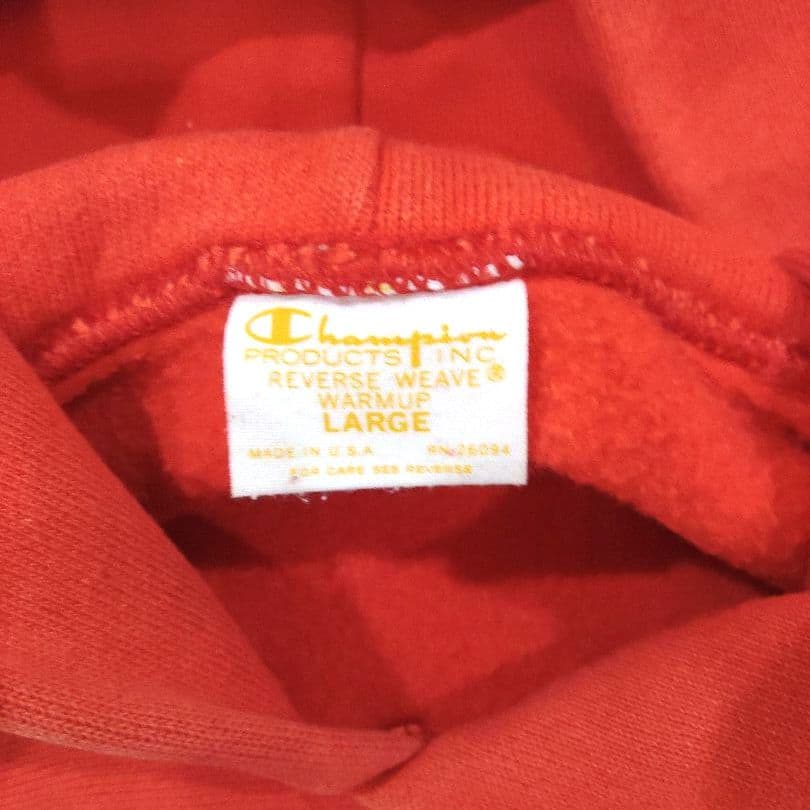 Champion
PRODUCTS INC
REVERSE WEAVE®
WARMUP
LARGE
MADE IN U.S.A. RN 26094
FOR CARE SEE REVERSE